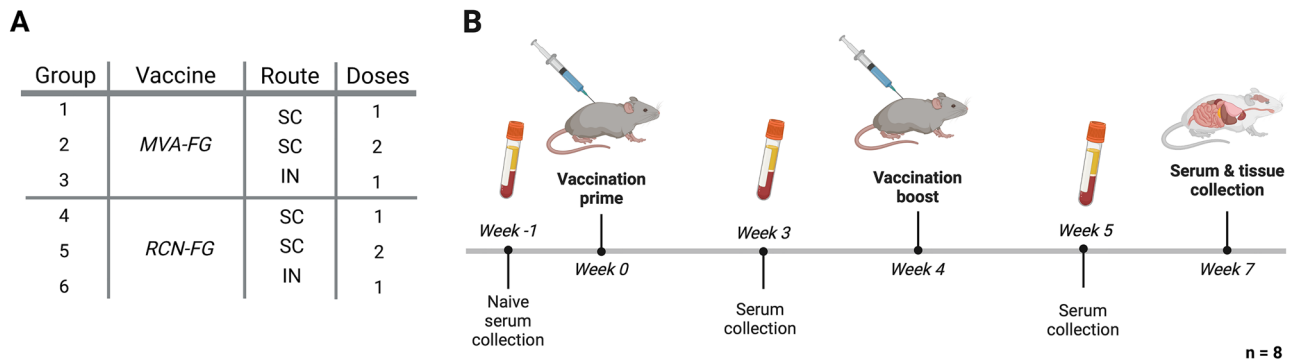 A
Group Vaccine Route Doses
1 SC 1
2 MVA-FG SC 2
3 IN 1
4 SC 1
5 RCN-FG SC 2
6 IN 1
B
Vaccination
prime
Vaccination
boost
Serum & tissue
collection
Week -1
Week 0
Week 3
Week 4
Week 5
Week 7
Naive
serum
collection
Serum
collection
Serum
collection
n = 8